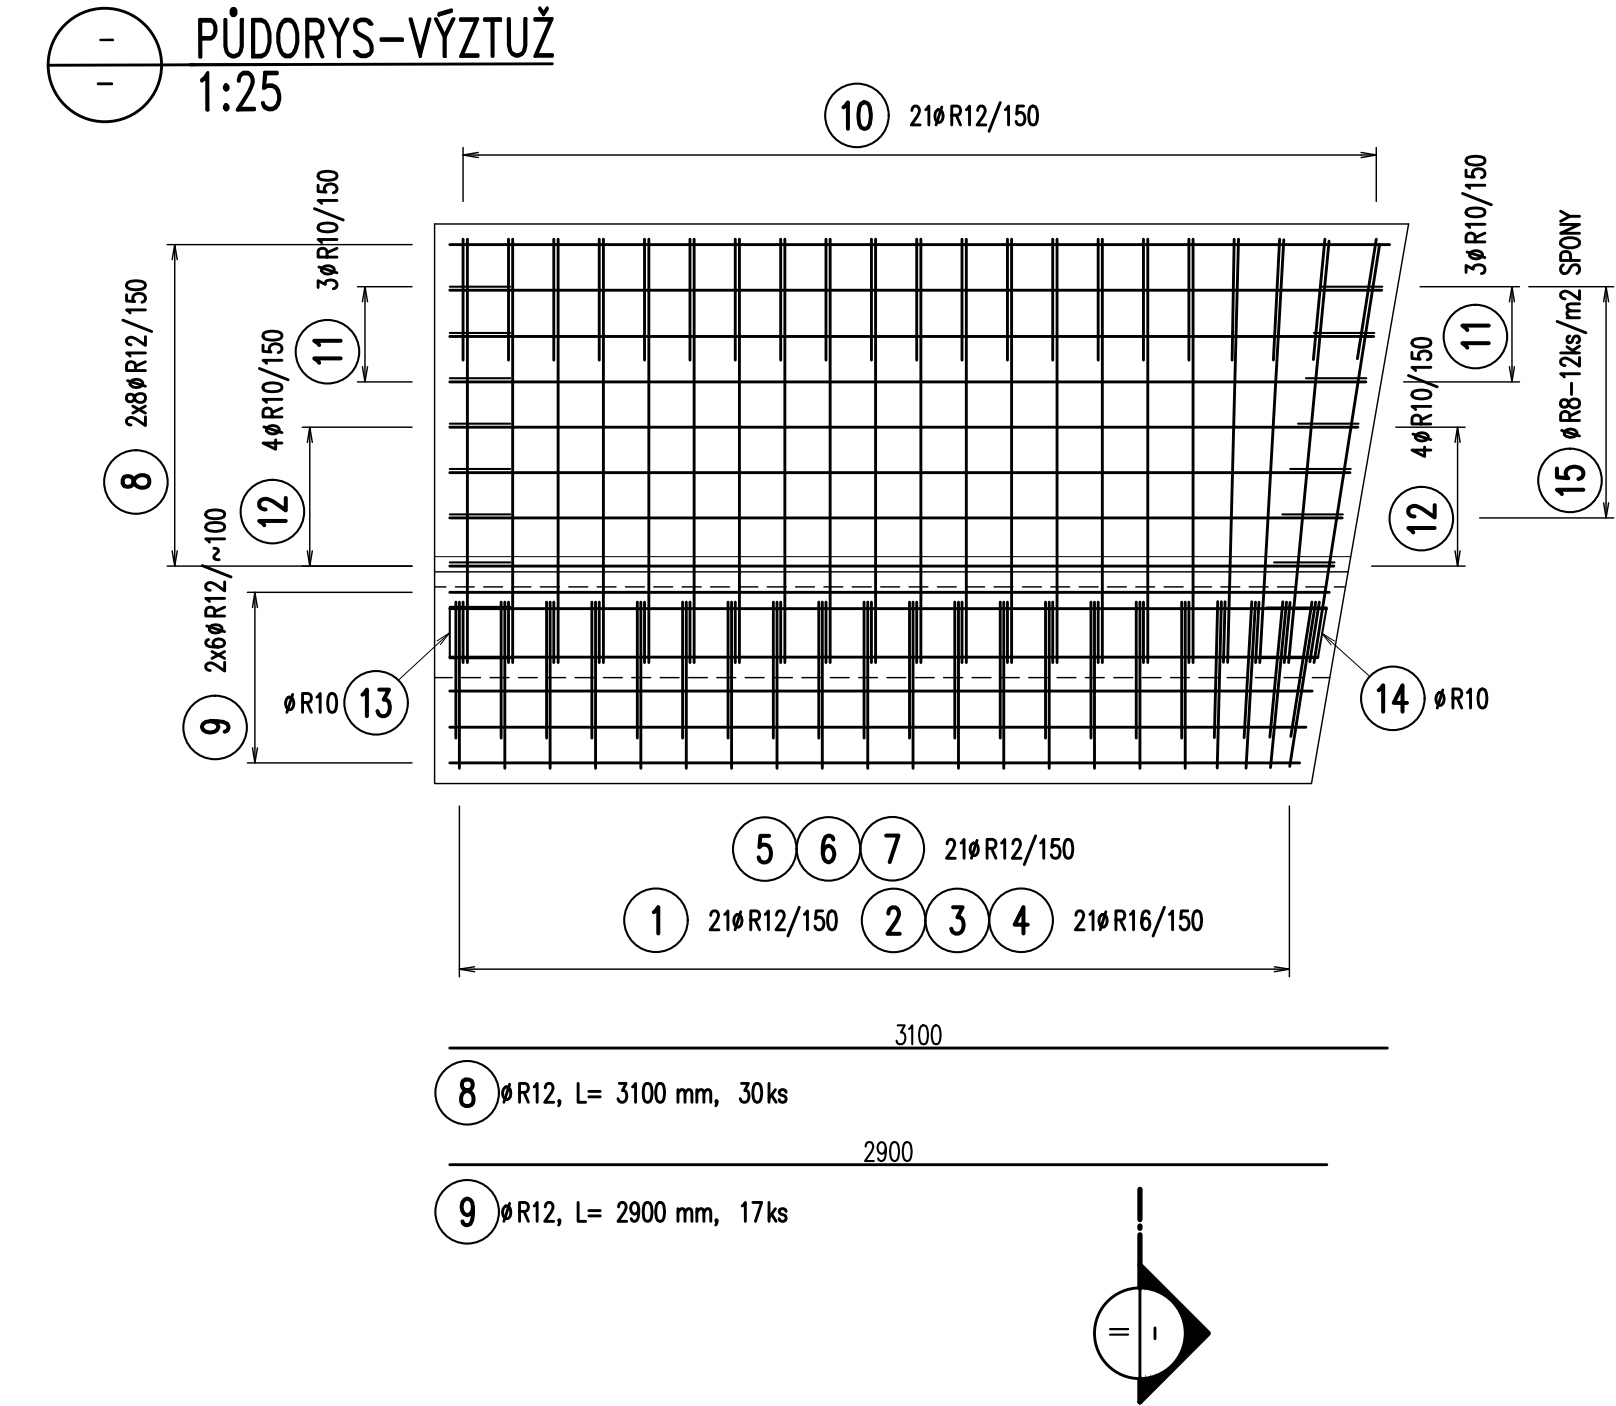 –
–
PŮDORYS–VÝZTUŽ
1:25
10 21øR12/150
3øR10/150
11
2x8øR12/150
8
4øR10/150
12
2x6øR12/~100
9
3øR10/150
11
4øR10/150
12
øR8–12ks/m2 SPONY
15
øR10 13
14 øR10
5 6 7 21øR12/150
1 21øR12/150 2 3 4 21øR16/150
3100
8 øR12, L= 3100 mm, 30ks
2900
9 øR12, L= 2900 mm, 17ks